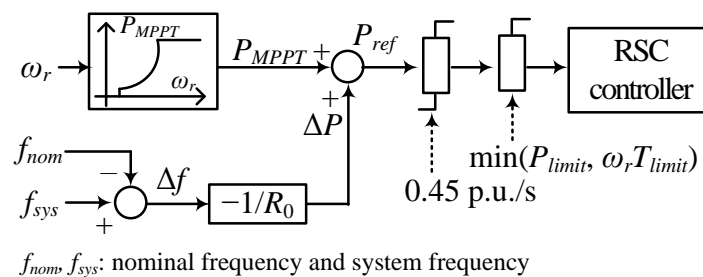 P_MPPT
ω_r
ω_r
P_MPPT
+
P_ref
+
ΔP
RSC
controller
f_nom
−
f_sys
+
Δf
−1/R_0
0.45 p.u./s
min(P_limit, ω_rT_limit)
f_nom, f_sys: nominal frequency and system frequency